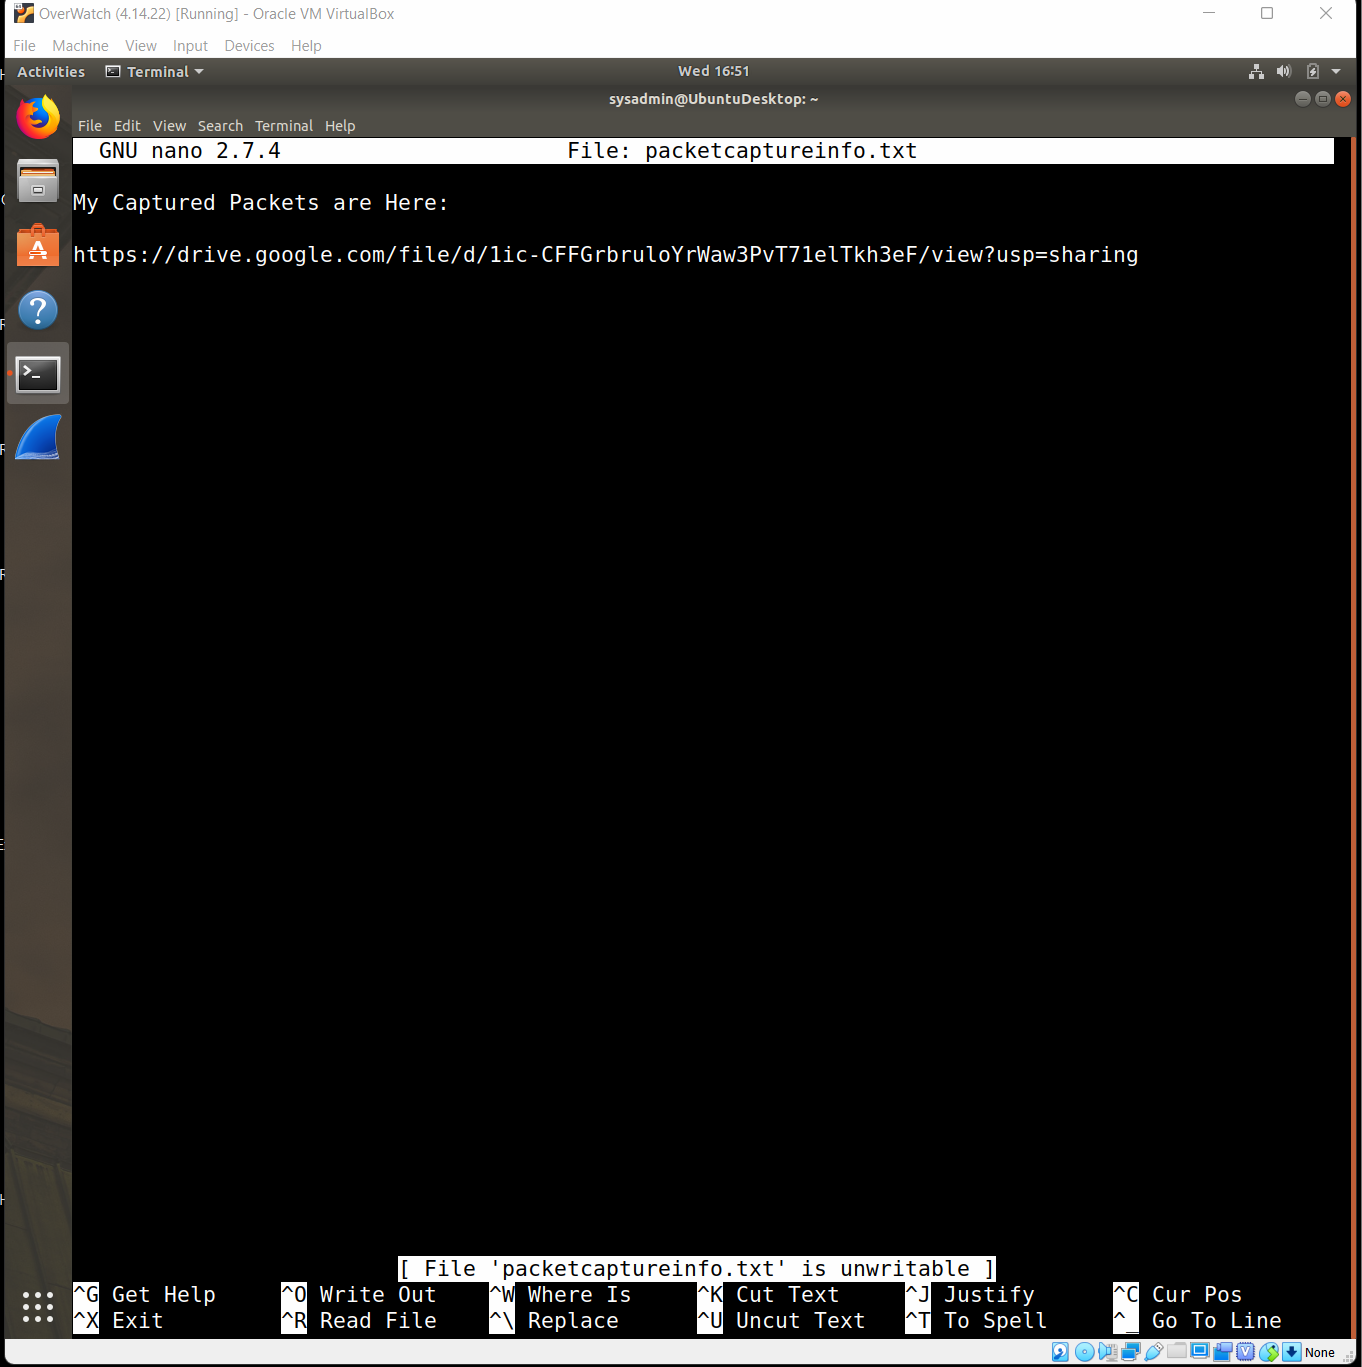 OverWatch (4.14.22) [Running] - Oracle VM VirtualBox
File Machine View Input Devices Help
Activities Terminal Wed 16:51
sysadmin@UbuntuDesktop: ~
File Edit View Search Terminal Help
GNU nano 2.7.4 File: packetcaptureinfo.txt
My Captured Packets are Here:
https://drive.google.com/file/d/1ic-CFFGrbruloYrWaw3PvT71elTkh3eF/view?usp=sharing
[ File 'packetcaptureinfo.txt' is unwritable ]
^G Get Help ^O Write Out ^W Where Is ^K Cut Text ^J Justify ^C Cur Pos
^X Exit ^R Read File ^\ Replace ^U Uncut Text ^T To Spell ^_ Go To Line
None